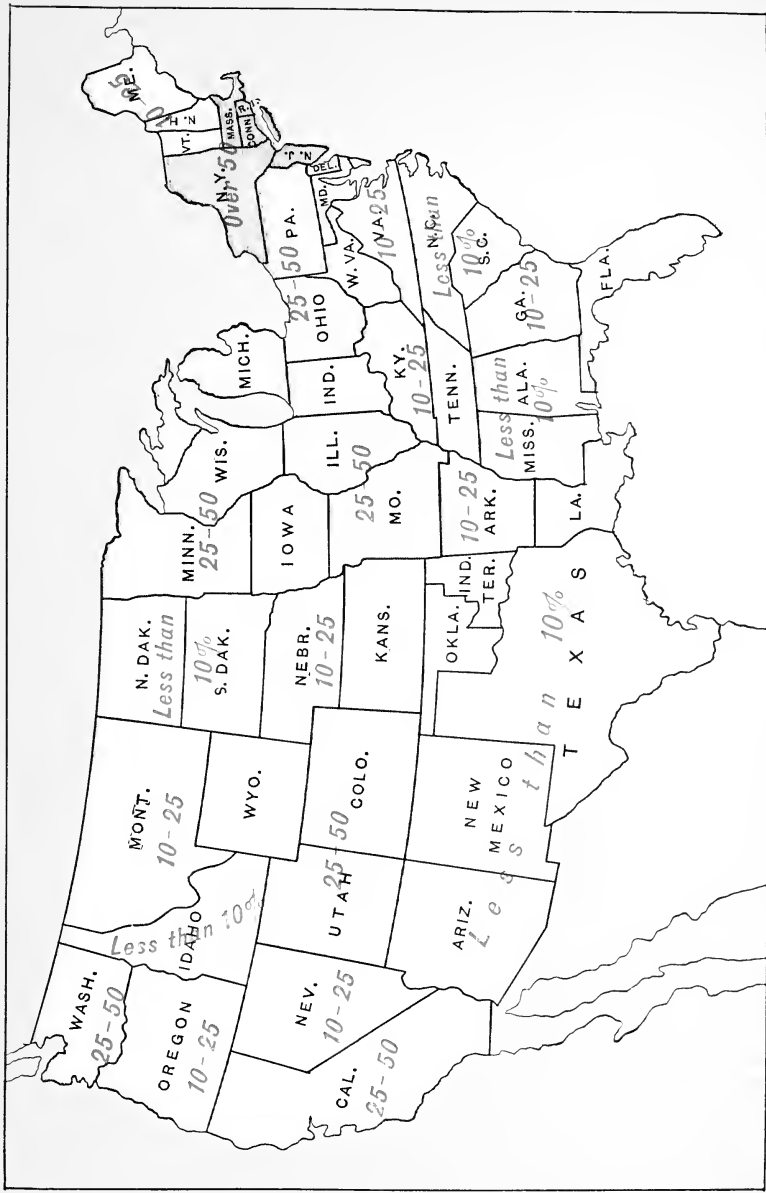 WASH.
25-50
OREGON
10-25
CAL.
25-50
NEV.
10-25
IDAHO
Less than 10%
MONT.
10-25
WYO.
UTAH
25-50
COLO.
ARIZ.
NEW
MEXICO
Less than 10%
TEXAS
N. DAK.
Less than
10%
S. DAK.
NEBR.
10-25
KANS.
OKLA.
IND.
TER.
MINN.
25-50
IOWA
MO.
25 50
ARK.
10-25
LA.
WIS.
ILL.
MICH.
IND.
OHIO
25-50
KY.
10-25
TENN.
MISS.
Less than
10%
ALA.
GA.
10-25
FLA.
S.C.
10%
N.C.
Less than
VA.
10 25
W. VA.
MD.
DEL.
PA.
N. J.
N.Y.
Over 50
CONN
R. I.
MASS.
VT.
N. H
ME.
10-25